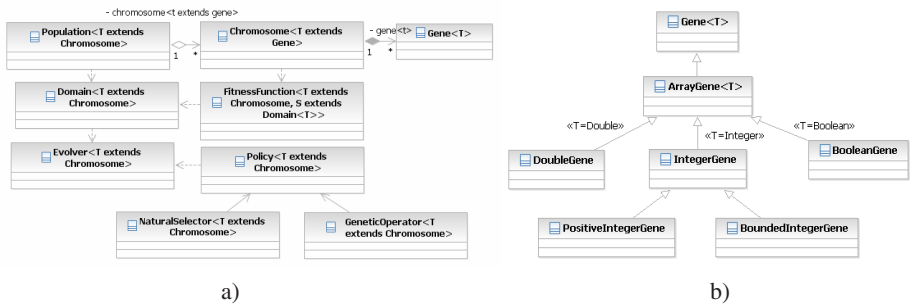 - chromosome<t extends gene>
Population<T extends
Chromosome>
1
*
Chromosome<T extends
Gene>
- gene<t>
1
*
Gene<T>
Domain<T extends
Chromosome>
FitnessFunction<T extends
Chromosome, S extends
Domain<T>>
Evolver<T extends
Chromosome>
Policy<T extends
Chromosome>
NaturalSelector<T extends
Chromosome>
GeneticOperator<T
extends Chromosome>
a)
Gene<T>
ArrayGene<T>
«T=Double»
«T=Integer»
«T=Boolean»
DoubleGene
IntegerGene
BooleanGene
PositiveIntegerGene
BoundedIntegerGene
b)